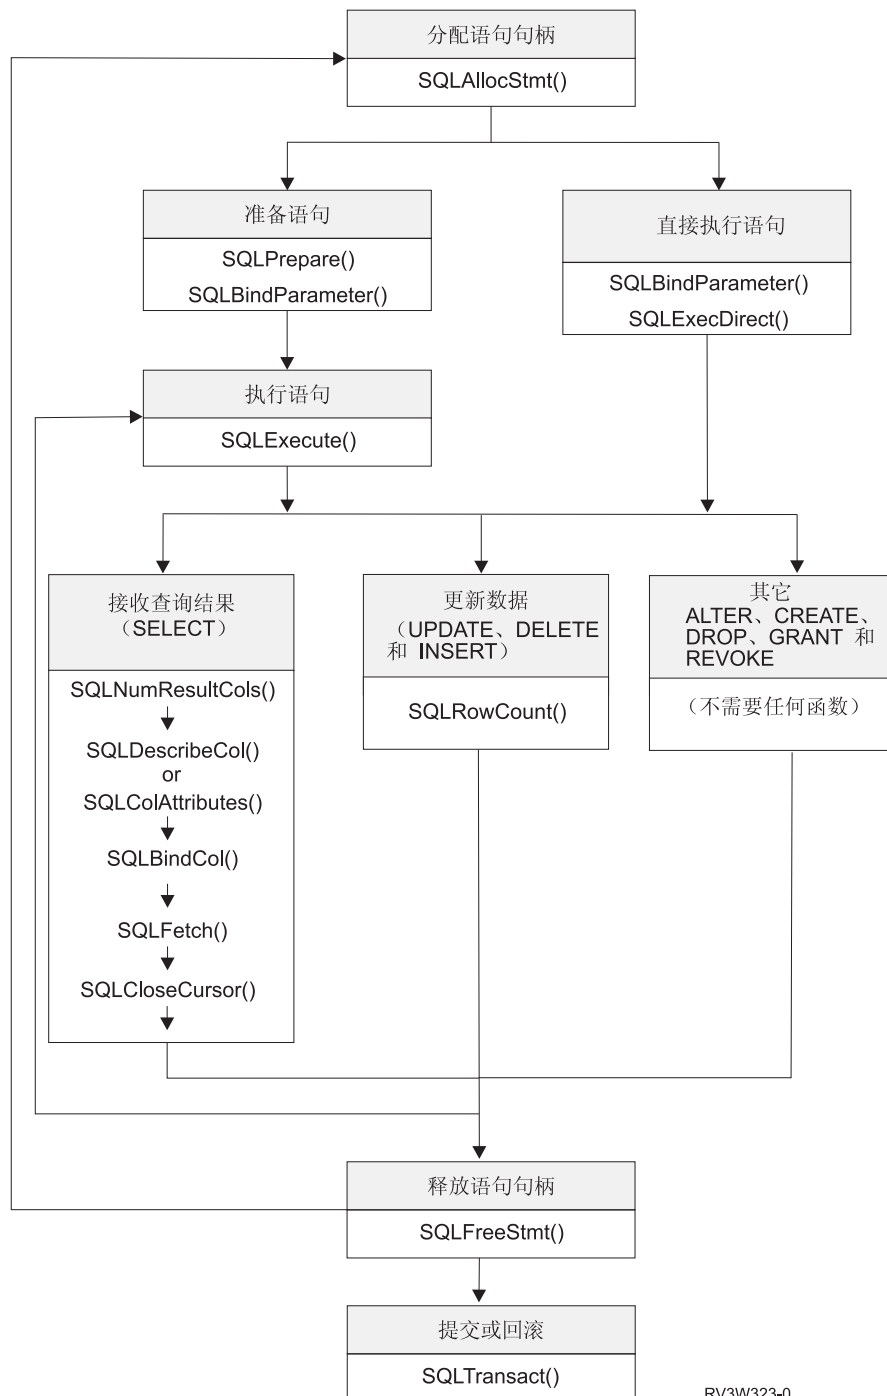 分配语句句柄
SQLAllocStmt()
准备语句
SQLPrepare()
SQLBindParameter()
直接执行语句
SQLBindParameter()
SQLExecDirect()
执行语句
SQLExecute()
接收查询结果
（SELECT）
SQLNumResultCols()
SQLDescribeCol()
or
SQLColAttributes()
SQLBindCol()
SQLFetch()
SQLCloseCursor()
更新数据
（UPDATE、DELETE
和 INSERT）
SQLRowCount()
其它
ALTER、CREATE、
DROP、GRANT 和
REVOKE
（不需要任何函数）
释放语句句柄
SQLFreeStmt()
提交或回滚
SQLTransact()
RV3W323-0